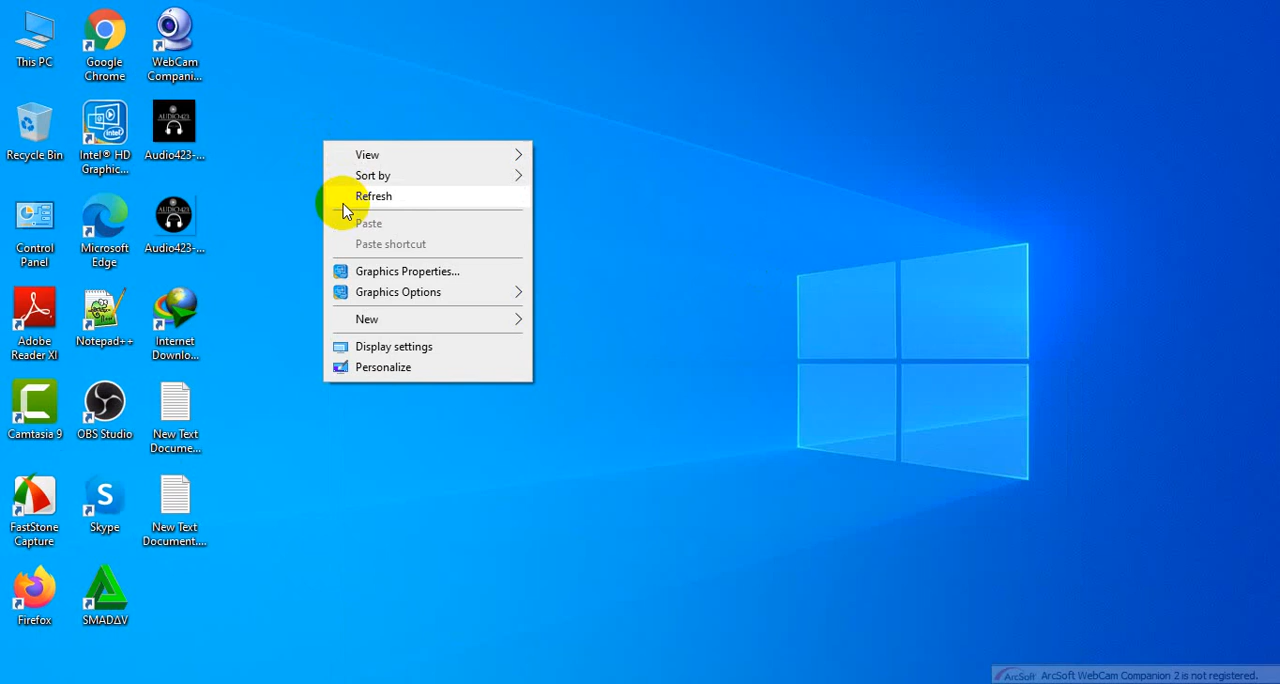 This PC
Google
Chrome
WebCam
Compani...
Recycle Bin
Intel® HD
Graphic...
Audio423-...
Control
Panel
Microsoft
Edge
Audio423-...
Adobe
Reader XI
Notepad++
Internet
Downlo...
Camtasia 9
OBS Studio
New Text
Docume...
FastStone
Capture
Skype
New Text
Document....
Firefox
SMADΔV
View
Sort by
Refresh
Paste
Paste shortcut
Graphics Properties...
Graphics Options
New
Display settings
Personalize
ArcSoft ArcSoft WebCam Companion 2 is not registered.